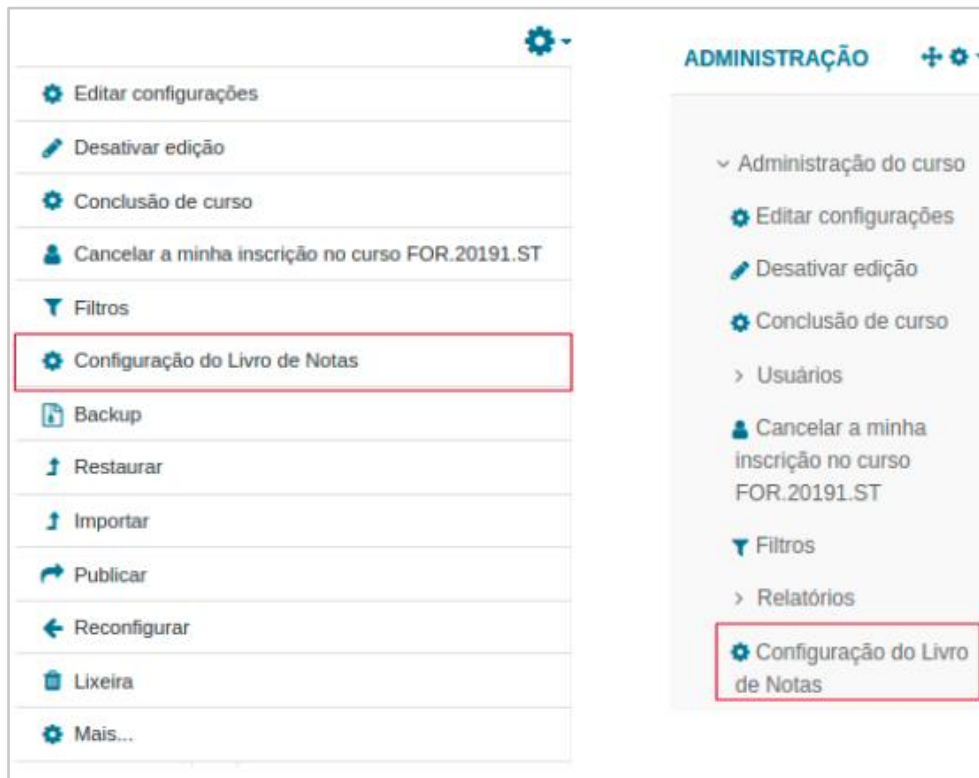 Editar configurações
Desativar edição
Conclusão de curso
Cancelar a minha inscrição no curso FOR.20191.ST
Filtros
Configuração do Livro de Notas
Backup
Restaurar
Importar
Publicar
Reconfigurar
Lixeira
Mais...
ADMINISTRAÇÃO
Administração do curso
Editar configurações
Desativar edição
Conclusão de curso
Usuários
Cancelar a minha
inscrição no curso
FOR.20191.ST
Filtros
Relatórios
Configuração do Livro
de Notas